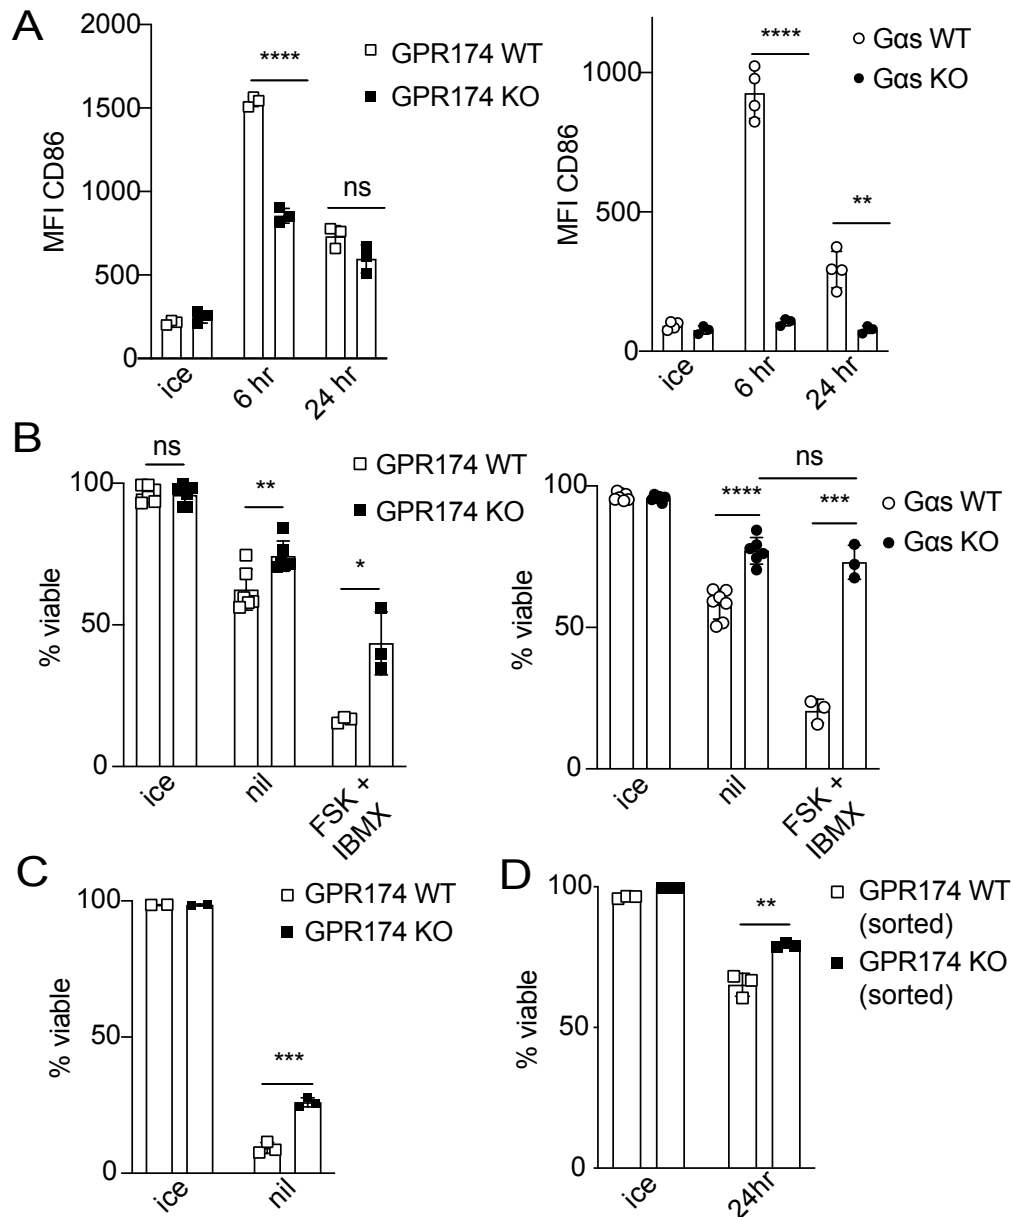 A
2000
1500
1000
500
0
MFI CD86
****
ns
GPR174 WT
GPR174 KO
ice
6 hr
24 hr
1000
500
0
MFI CD86
****
**
Gαs WT
Gαs KO
ice
6 hr
24 hr
B
100
50
0
% viable
ns
**
*
GPR174 WT
GPR174 KO
ice
nil
FSK +
IBMX
100
50
0
% viable
ns
****
***
Gαs WT
Gαs KO
ice
nil
FSK +
IBMX
C
100
50
0
% viable
***
GPR174 WT
GPR174 KO
ice
nil
D
100
50
0
% viable
**
GPR174 WT
(sorted)
GPR174 KO
(sorted)
ice
24hr